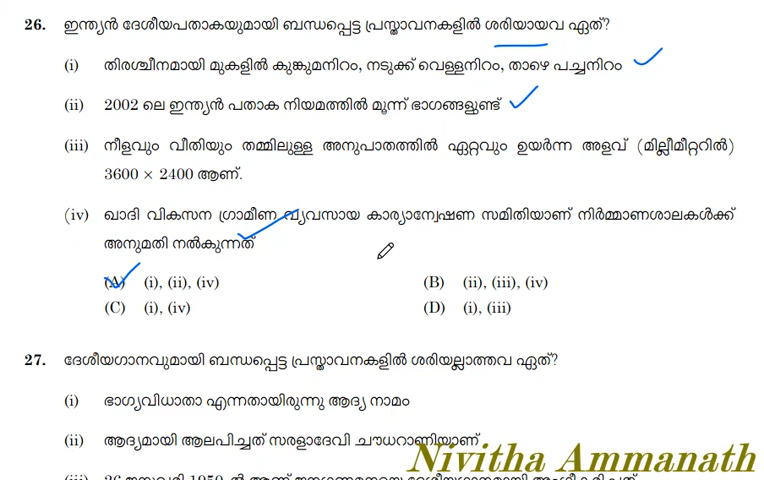 26. ഇന്ത്യൻ ദേശീയപതാകയുമായി ബന്ധപ്പെട്ട പ്രസ്താവനകളിൽ ശരിയായവ ഏത്?
(i) തിരശ്ചീനമായി മുകളിൽ കുങ്കുമനിറം, നടുക്ക് വെള്ളനിറം, താഴെ പച്ചനിറം
(ii) 2002 ലെ ഇന്ത്യൻ പതാക നിയമത്തിൽ മൂന്ന് ഭാഗങ്ങളുണ്ട്
(iii) നീളവും വീതിയും തമ്മിലുള്ള അനുപാതത്തിൽ ഏറ്റവും ഉയർന്ന അളവ് (മില്ലീമീറ്ററിൽ)
3600 × 2400 ആണ്.
(iv) ഖാദി വികസന ഗ്രാമീണ വ്യവസായ കാര്യാന്വേഷണ സമിതിയാണ് നിർമ്മാണശാലകൾക്ക്
അനുമതി നൽകുന്നത്
(A) (i), (ii), (iv) (B) (ii), (iii), (iv)
(C) (i), (iv) (D) (i), (iii)
27. ദേശീയഗാനവുമായി ബന്ധപ്പെട്ട പ്രസ്താവനകളിൽ ശരിയല്ലാത്തവ ഏത്?
(i) ഭാഗ്യവിധാതാ എന്നതായിരുന്നു ആദ്യ നാമം
(ii) ആദ്യമായി ആലപിച്ചത് സരളാദേവി ചൗധറാണിയാണ്
Nivitha Ammanath